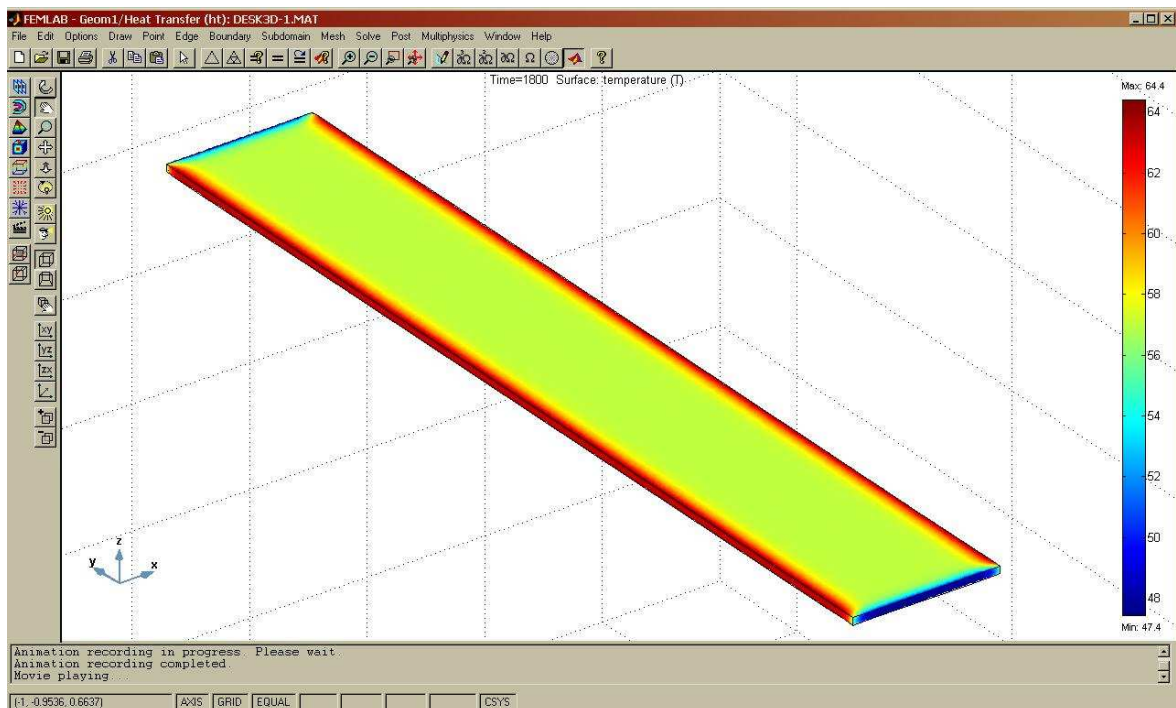 FEMLAB - Geom1/Heat Transfer (ht): DESK3D-1.MAT
File Edit Options Draw Point Edge Boundary Subdomain Mesh Solve Post Multiphysics Window Help
Time=1800 Surface: temperature (T)
Max: 64.4
64
62
60
58
56
54
52
50
48
Min: 47.4
xy
yz
zx
z
y
x
Animation recording in progress. Please wait.
Animation recording completed.
Movie playing...
(-1, -0.9536, 0.6637) AXIS GRID EQUAL CSYS